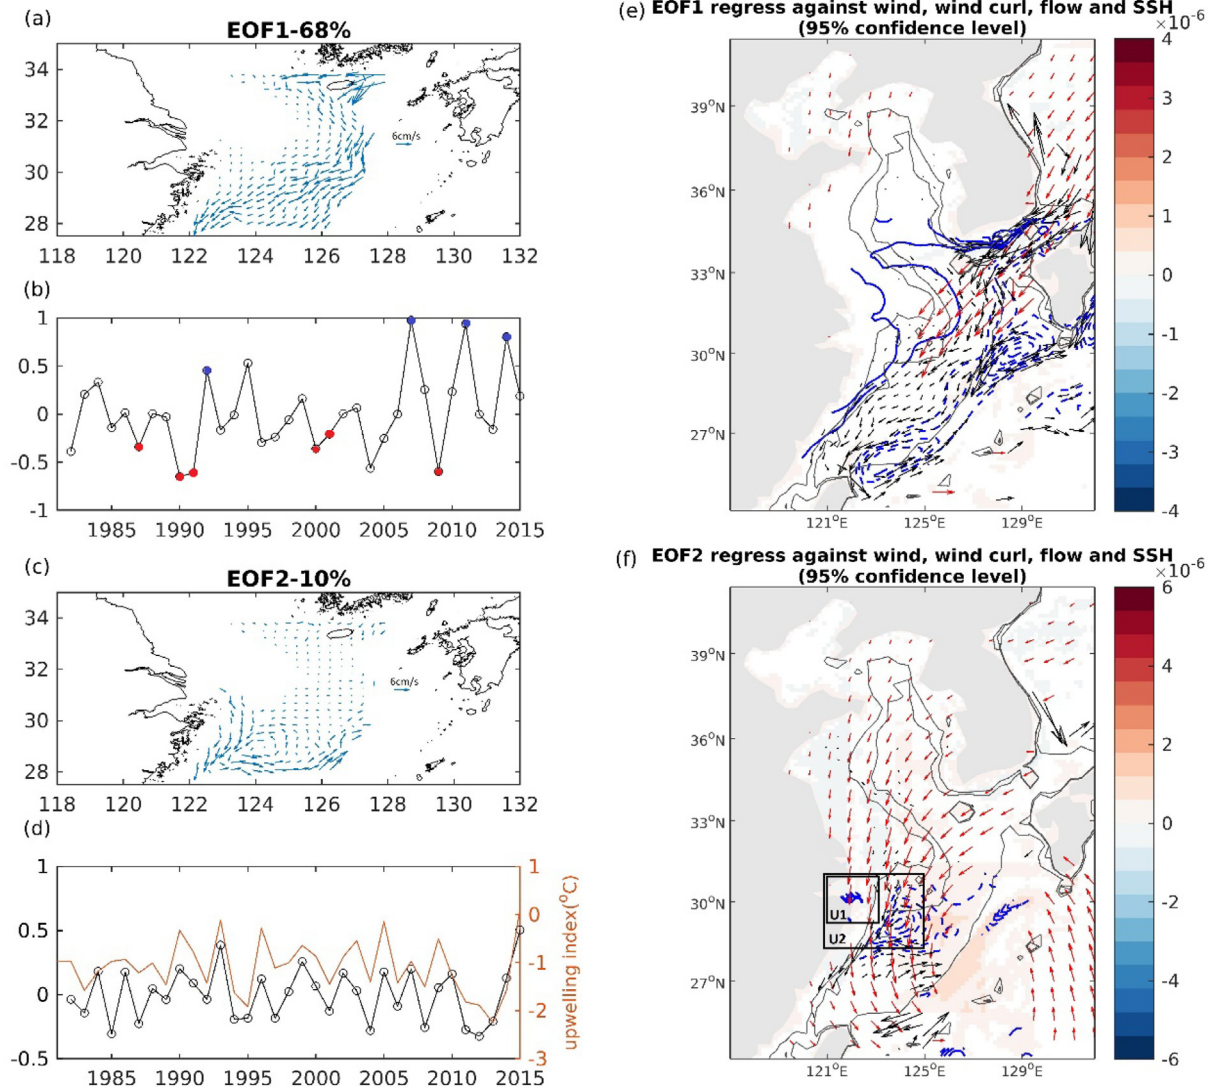 (a)
EOF1-68%
34
32
30
28
6cm/s
118 120 122 124 126 128 130 132
(b)
1
0.5
0
-0.5
-1
1985 1990 1995 2000 2005 2010 2015
(c)
EOF2-10%
34
32
30
28
6cm/s
118 120 122 124 126 128 130 132
(d)
1
0.5
0
-0.5
1
0
-1
-2
-3
upwelling index(°C)
1985 1990 1995 2000 2005 2010 2015
(e)
EOF1 regress against wind, wind curl, flow and SSH
(95% confidence level)
×10-6
39°N
36°N
33°N
30°N
27°N
121°E 125°E 129°E
4
3
2
1
0
-1
-2
-3
-4
(f)
EOF2 regress against wind, wind curl, flow and SSH
(95% confidence level)
×10-6
39°N
36°N
33°N
30°N
27°N
U1
U2
121°E 125°E 129°E
6
4
2
0
-2
-4
-6